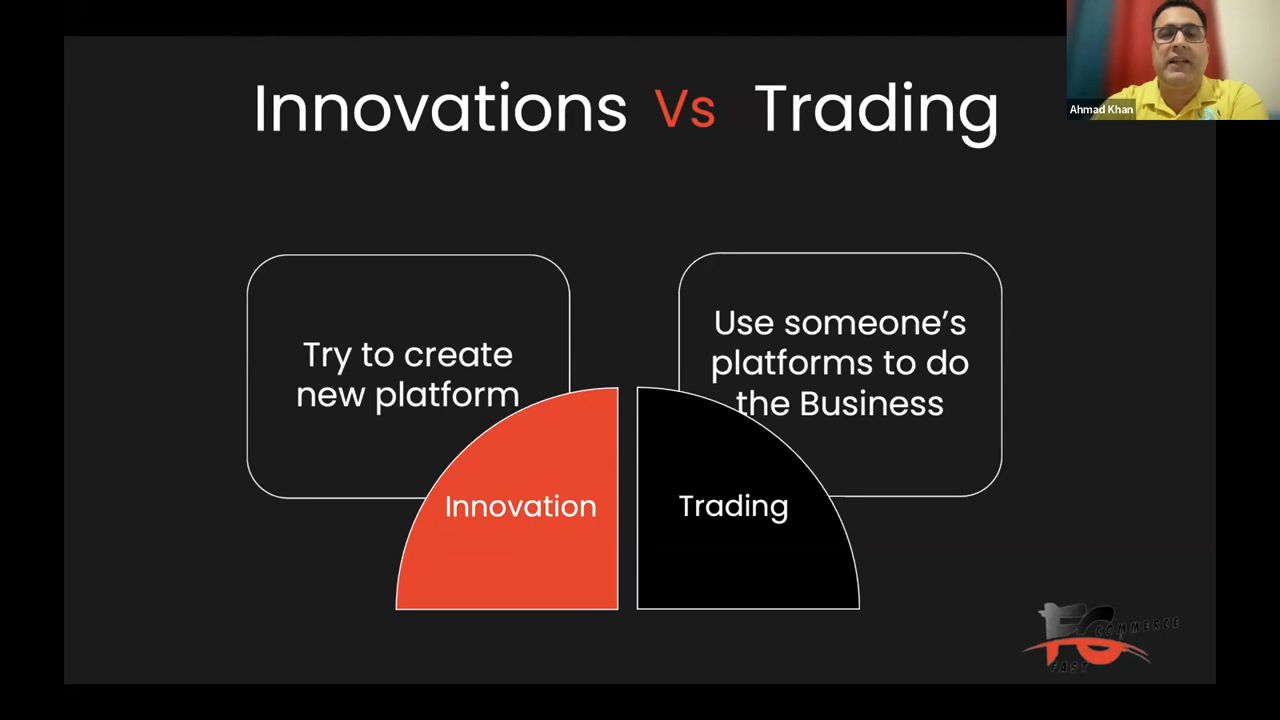 Innovations Vs Trading
Ahmad Khan
Try to create
new platform
Use someone's
platforms to do
the Business
Innovation
Trading
COMMERCE
FAST